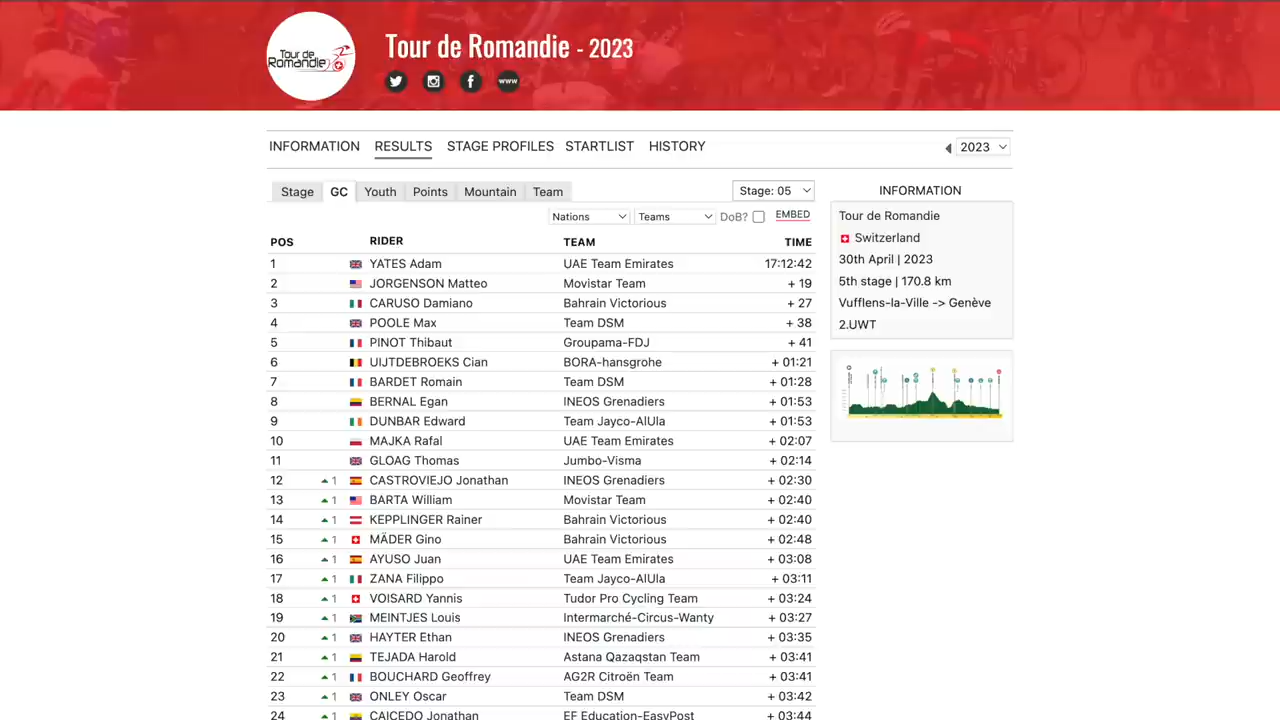 Tour de Romandie
Tour de Romandie - 2023
www
INFORMATION RESULTS STAGE PROFILES STARTLIST HISTORY 2023
Stage GC Youth Points Mountain Team Stage: 05
Nations Teams DoB? EMBED
POS RIDER TEAM TIME
1 YATES Adam UAE Team Emirates 17:12:42
2 JORGENSON Matteo Movistar Team + 19
3 CARUSO Damiano Bahrain Victorious + 27
4 POOLE Max Team DSM + 38
5 PINOT Thibaut Groupama-FDJ + 41
6 UIJTDEBROEKS Cian BORA-hansgrohe + 01:21
7 BARDET Romain Team DSM + 01:28
8 BERNAL Egan INEOS Grenadiers + 01:53
9 DUNBAR Edward Team Jayco-AlUla + 01:53
10 MAJKA Rafal UAE Team Emirates + 02:07
11 GLOAG Thomas Jumbo-Visma + 02:14
12 1 CASTROVIEJO Jonathan INEOS Grenadiers + 02:30
13 1 BARTA William Movistar Team + 02:40
14 1 KEPPLINGER Rainer Bahrain Victorious + 02:40
15 1 MÄDER Gino Bahrain Victorious + 02:48
16 1 AYUSO Juan UAE Team Emirates + 03:08
17 1 ZANA Filippo Team Jayco-AlUla + 03:11
18 1 VOISARD Yannis Tudor Pro Cycling Team + 03:24
19 1 MEINTJES Louis Intermarché-Circus-Wanty + 03:27
20 1 HAYTER Ethan INEOS Grenadiers + 03:35
21 1 TEJADA Harold Astana Qazaqstan Team + 03:41
22 1 BOUCHARD Geoffrey AG2R Citroën Team + 03:41
23 1 ONLEY Oscar Team DSM + 03:42
24 1 CAICEDO Jonathan EF Education-EasyPost + 03:44
INFORMATION
Tour de Romandie
Switzerland
30th April | 2023
5th stage | 170.8 km
Vufflens-la-Ville -> Genève
2.UWT